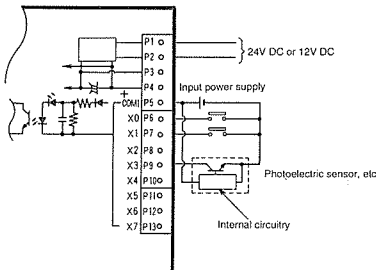 P1
P2
24V DC or 12V DC
P3
P4
+
COM1 P5
Input power supply
X0 P6
X1 P7
X2 P8
X3 P9
Photoelectric sensor, etc
X4 P10
X5 P11
Internal circuitry
X6 P12
X7 P13